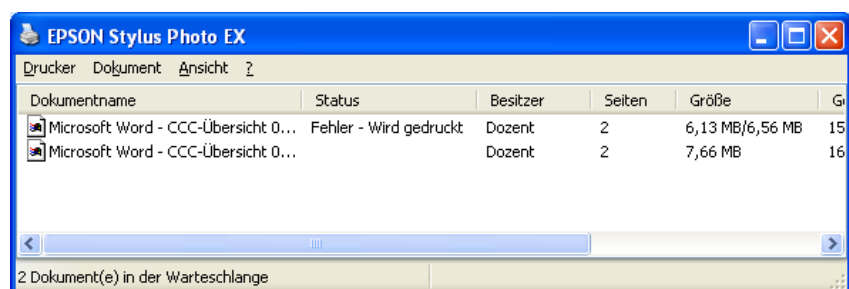 EPSON Stylus Photo EX
Drucker Dokument Ansicht ?
Dokumentname Status Besitzer Seiten Größe
Microsoft Word - CCC-Übersicht 0... Fehler - Wird gedruckt Dozent 2 6,13 MB/6,56 MB 15
Microsoft Word - CCC-Übersicht 0... Dozent 2 7,66 MB 16
2 Dokument(e) in der Warteschlange